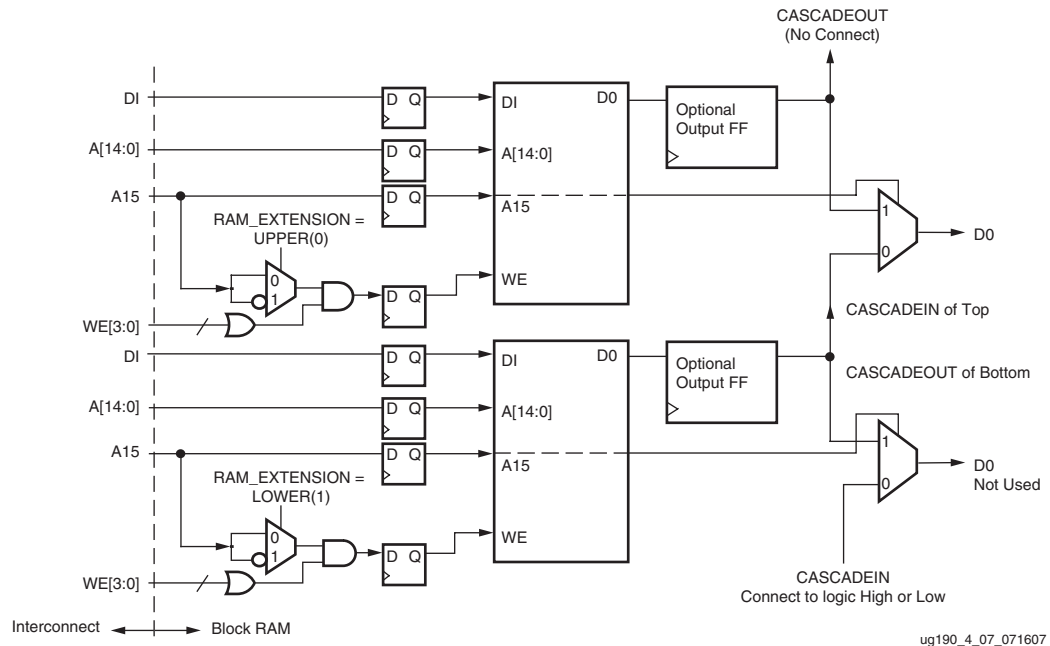 CASCADEOUT
(No Connect)
DI
D Q
DI
D0
Optional
Output FF
A[14:0]
D Q
A[14:0]
A15
D Q
A15
1
0
D0
RAM_EXTENSION =
UPPER(0)
0
1
D Q
WE
WE[3:0]
CASCADEIN of Top
DI
D Q
DI
D0
Optional
Output FF
CASCADEOUT of Bottom
A[14:0]
D Q
A[14:0]
A15
D Q
A15
1
0
D0
Not Used
RAM_EXTENSION =
LOWER(1)
0
1
D Q
WE
WE[3:0]
CASCADEIN
Connect to logic High or Low
Interconnect
Block RAM
ug190_4_07_071607